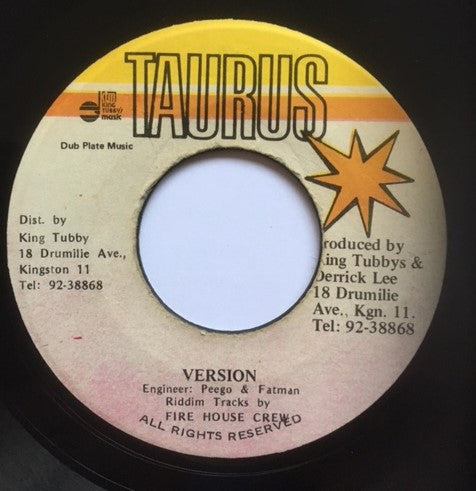 TAURUS
KING
TUBBY'S
music
Dub Plate Music
Dist. by
King Tubby
18 Drumilie Ave.,
Kingston 11
Tel: 92-38868
roduced by
ing Tubbys &
Derrick Lee
18 Drumilie
Ave., Kgn. 11.
Tel: 92-38868
VERSION
Engineer: Peego & Fatman
Riddim Tracks by
FIRE HOUSE CREW
ALL RIGHTS RESERVED